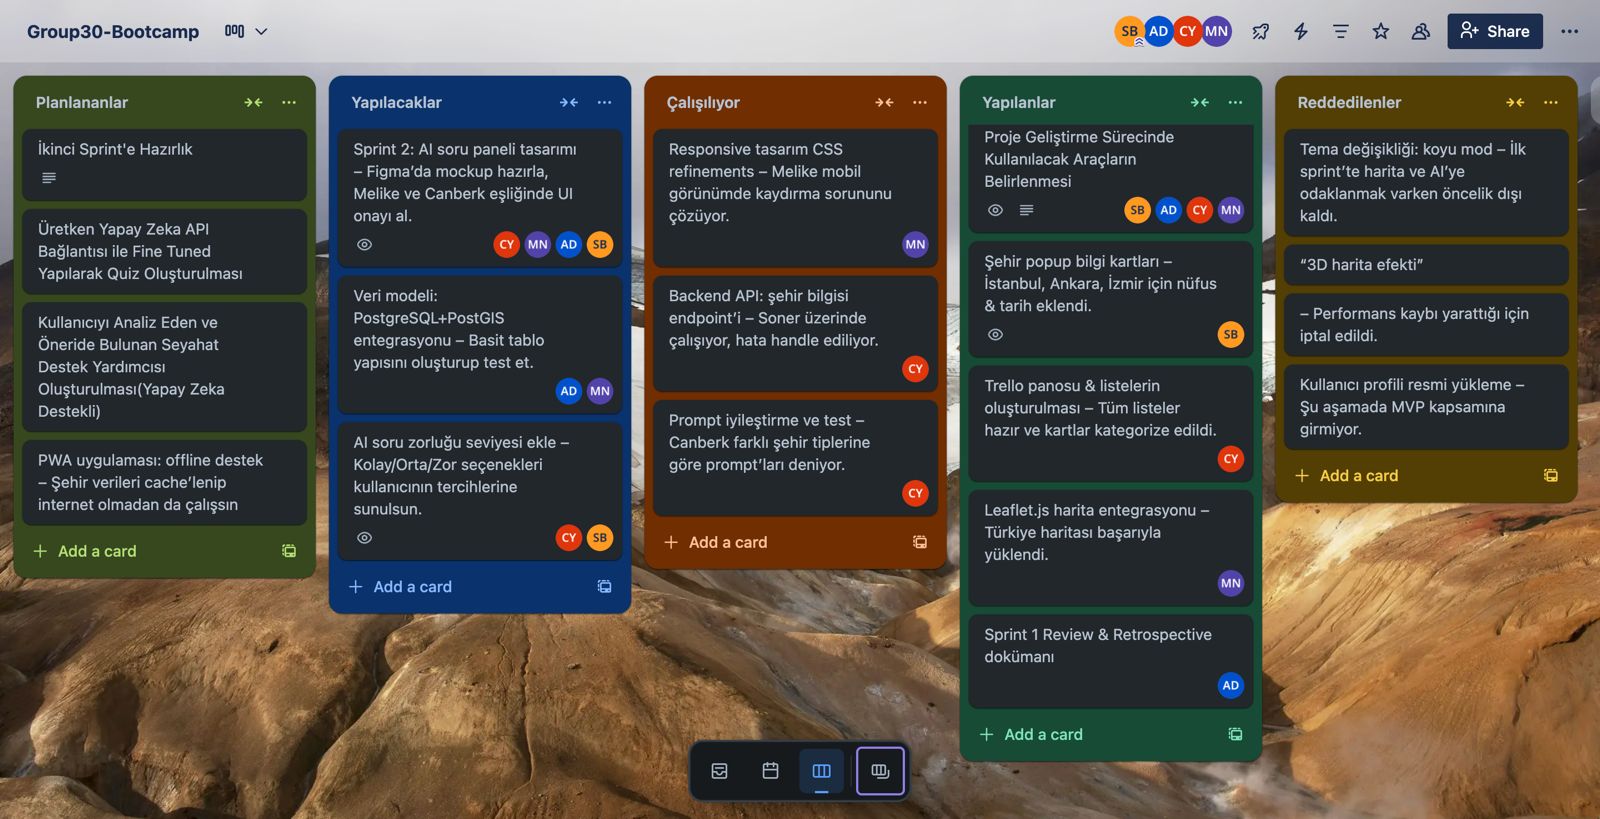 Group30-Bootcamp
SB
AD
CY
MN
Share
Planlananlar
İkinci Sprint'e Hazırlık
Üretken Yapay Zeka API
Bağlantısı ile Fine Tuned
Yapılarak Quiz Oluşturulması
Kullanıcıyı Analiz Eden ve
Öneride Bulunan Seyahat
Destek Yardımcısı
Oluşturulması(Yapay Zeka
Destekli)
PWA uygulaması: offline destek
– Şehir verileri cache’lenip
internet olmadan da çalışsın
Add a card
Yapılacaklar
Sprint 2: AI soru paneli tasarımı
– Figma’da mockup hazırla,
Melike ve Canberk eşliğinde UI
onayı al.
CY
MN
AD
SB
Veri modeli:
PostgreSQL+PostGIS
entegrasyonu – Basit tablo
yapısını oluşturup test et.
AD
MN
AI soru zorluğu seviyesi ekle –
Kolay/Orta/Zor seçenekleri
kullanıcının tercihlerine
sunulsun.
CY
SB
Add a card
Çalışılıyor
Responsive tasarım CSS
refinements – Melike mobil
görünümde kaydırma sorununu
çözüyor.
MN
Backend API: şehir bilgisi
endpoint’i – Soner üzerinde
çalışıyor, hata handle ediliyor.
CY
Prompt iyileştirme ve test –
Canberk farklı şehir tiplerine
göre prompt’ları deniyor.
CY
Add a card
Yapılanlar
Proje Geliştirme Sürecinde
Kullanılacak Araçların
Belirlenmesi
SB
AD
CY
MN
Şehir popup bilgi kartları –
İstanbul, Ankara, İzmir için nüfus
& tarih eklendi.
SB
Trello panosu & listelerin
oluşturulması – Tüm listeler
hazır ve kartlar kategorize edildi.
CY
Leaflet.js harita entegrasyonu –
Türkiye haritası başarıyla
yüklendi.
MN
Sprint 1 Review & Retrospective
dokümanı
AD
Add a card
Reddedilenler
Tema değişikliği: koyu mod – İlk
sprint’te harita ve AI’ye
odaklanmak varken öncelik dışı
kaldı.
“3D harita efekti”
– Performans kaybı yarattığı için
iptal edildi.
Kullanıcı profili resmi yükleme –
Şu aşamada MVP kapsamına
girmiyor.
Add a card